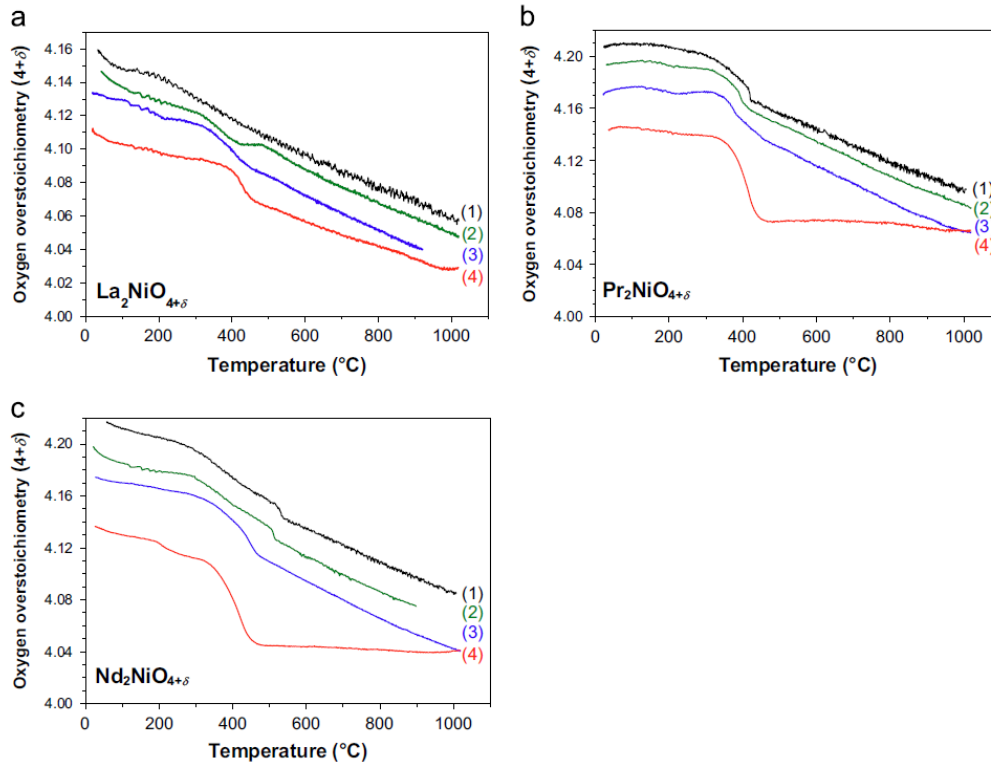 a
Oxygen overstoichiometry (4+δ)
4.16
4.14
4.12
4.10
4.08
4.06
4.04
4.02
4.00
(1)
(2)
(3)
(4)
La2NiO4+δ
0 200 400 600 800 1000
Temperature (°C)
b
Oxygen overstoichiometry (4+δ)
4.20
4.16
4.12
4.08
4.04
4.00
(1)
(2)
(3)
(4)
Pr2NiO4+δ
0 200 400 600 800 1000
Temperature (°C)
c
Oxygen overstoichiometry (4+δ)
4.20
4.16
4.12
4.08
4.04
4.00
(1)
(2)
(3)
(4)
Nd2NiO4+δ
0 200 400 600 800 1000
Temperature (°C)